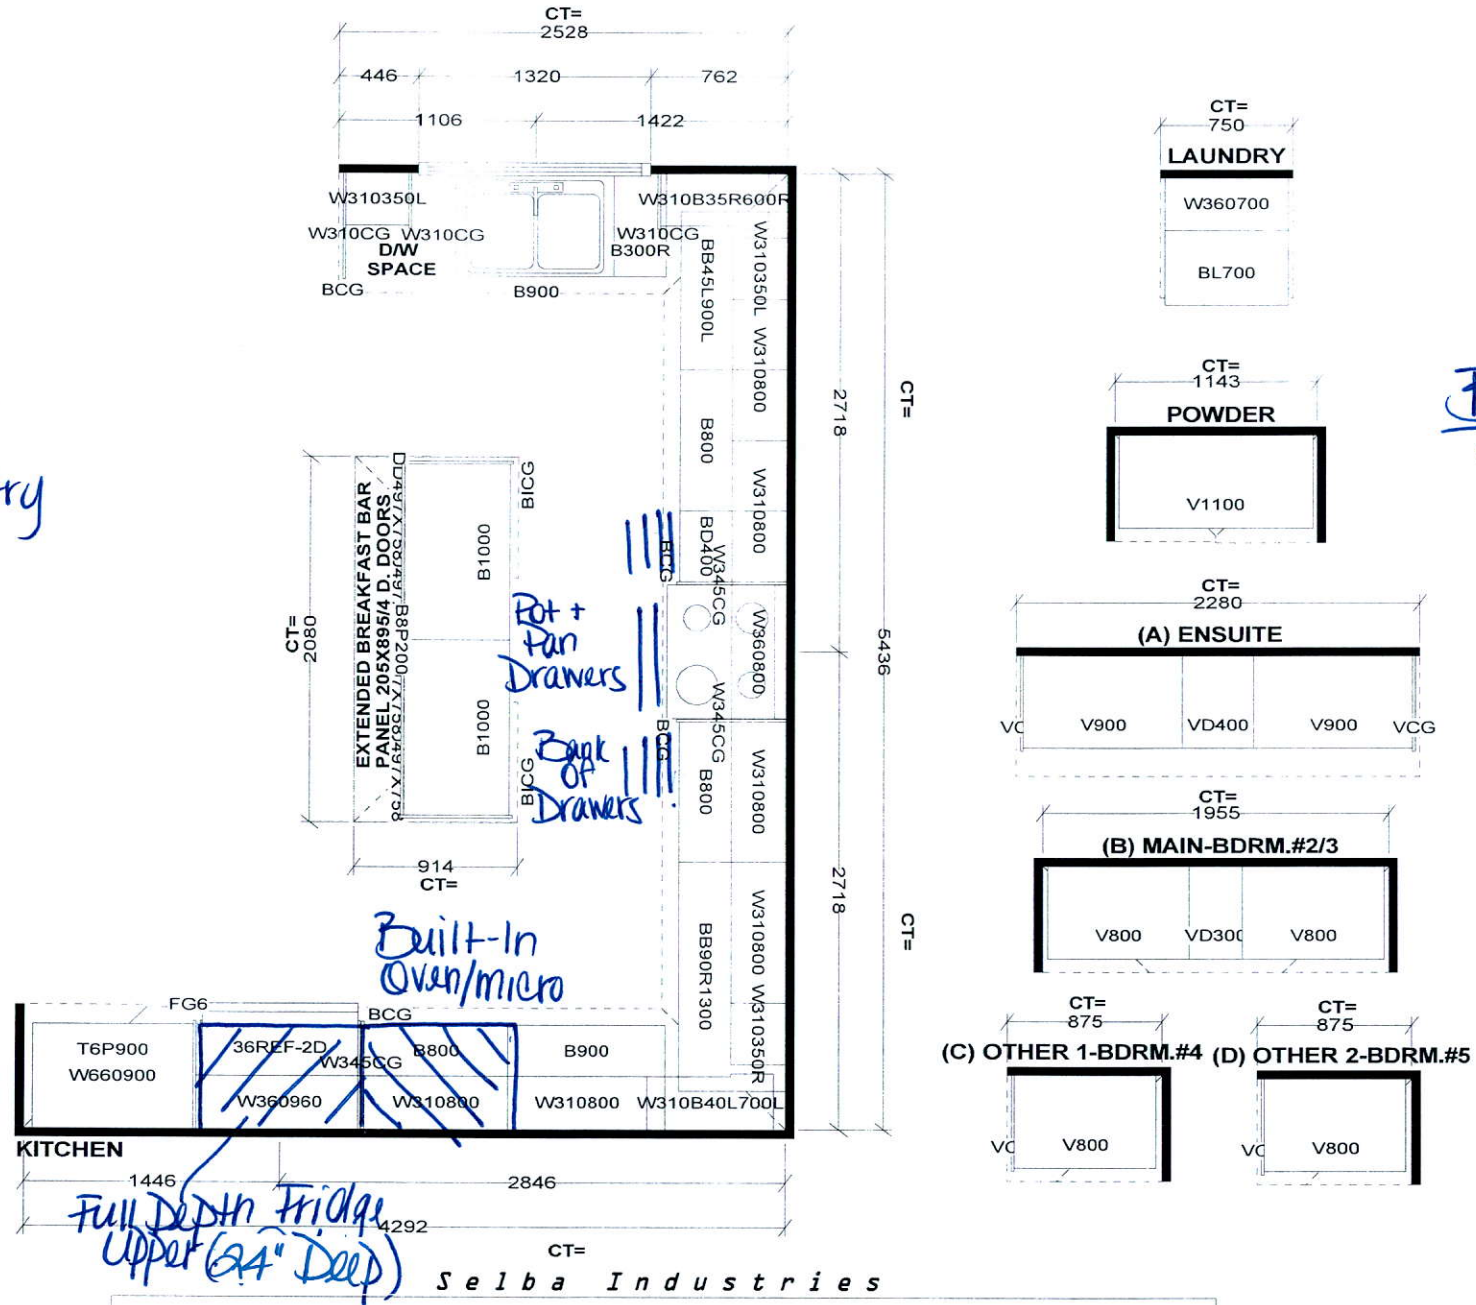 CT=
2528
446 1320 762
1106 1422
W310350L
W310CG W310CG
D/W
SPACE
BCG
B900
W310B35R600R
W310CG
B300R
BB45L900L
W310350L W310800
B800
W310800
BD400
BCG
W345CG
W360800
W345CG
BCG
B800
W310800
BB90R1300
W310800 W310350R
2718
2718
5436
CT=
CT=
CT=
2080
EXTENDED BREAKFAST BAR
PANEL 205X895/4 D. DOORS
B1000
B1000
BICG
BICG
914
CT=
Pot +
Pan
Drawers
Bank
of
Drawers
Built-In
Oven/micro
FG6
BCG
T6P900
W660900
36REF-2D
W345CG
W360960
B800
W310800
B900
W310800
W310B40L700L
KITCHEN
1446 2846
4292
CT=
Full Depth Fridge
Upper (24" Deep)
CT=
750
LAUNDRY
W360700
BL700
CT=
1143
POWDER
V1100
CT=
2280
(A) ENSUITE
V900 VD400 V900 VCG
CT=
1955
(B) MAIN-BDRM.#2/3
V800 VD300 V800
CT=
875
(C) OTHER 1-BDRM.#4
V800
CT=
875
(D) OTHER 2-BDRM.#5
V800
Selba Industries